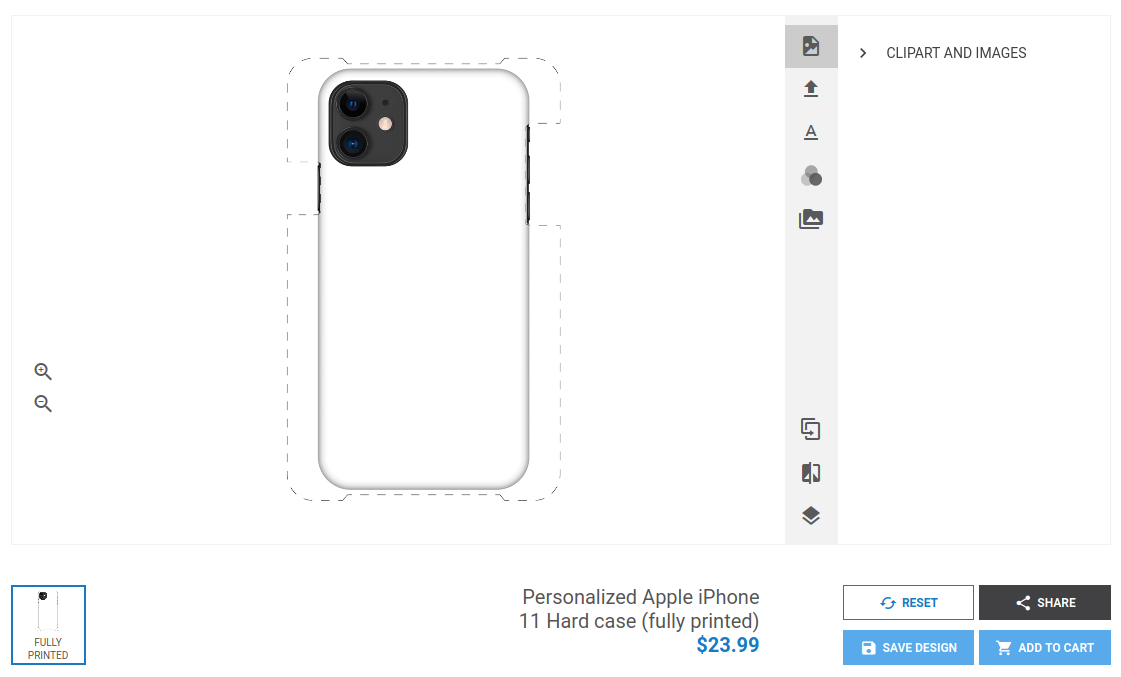 CLIPART AND IMAGES
A
FULLY
PRINTED
Personalized Apple iPhone
11 Hard case (fully printed)
$23.99
RESET
SHARE
SAVE DESIGN
ADD TO CART